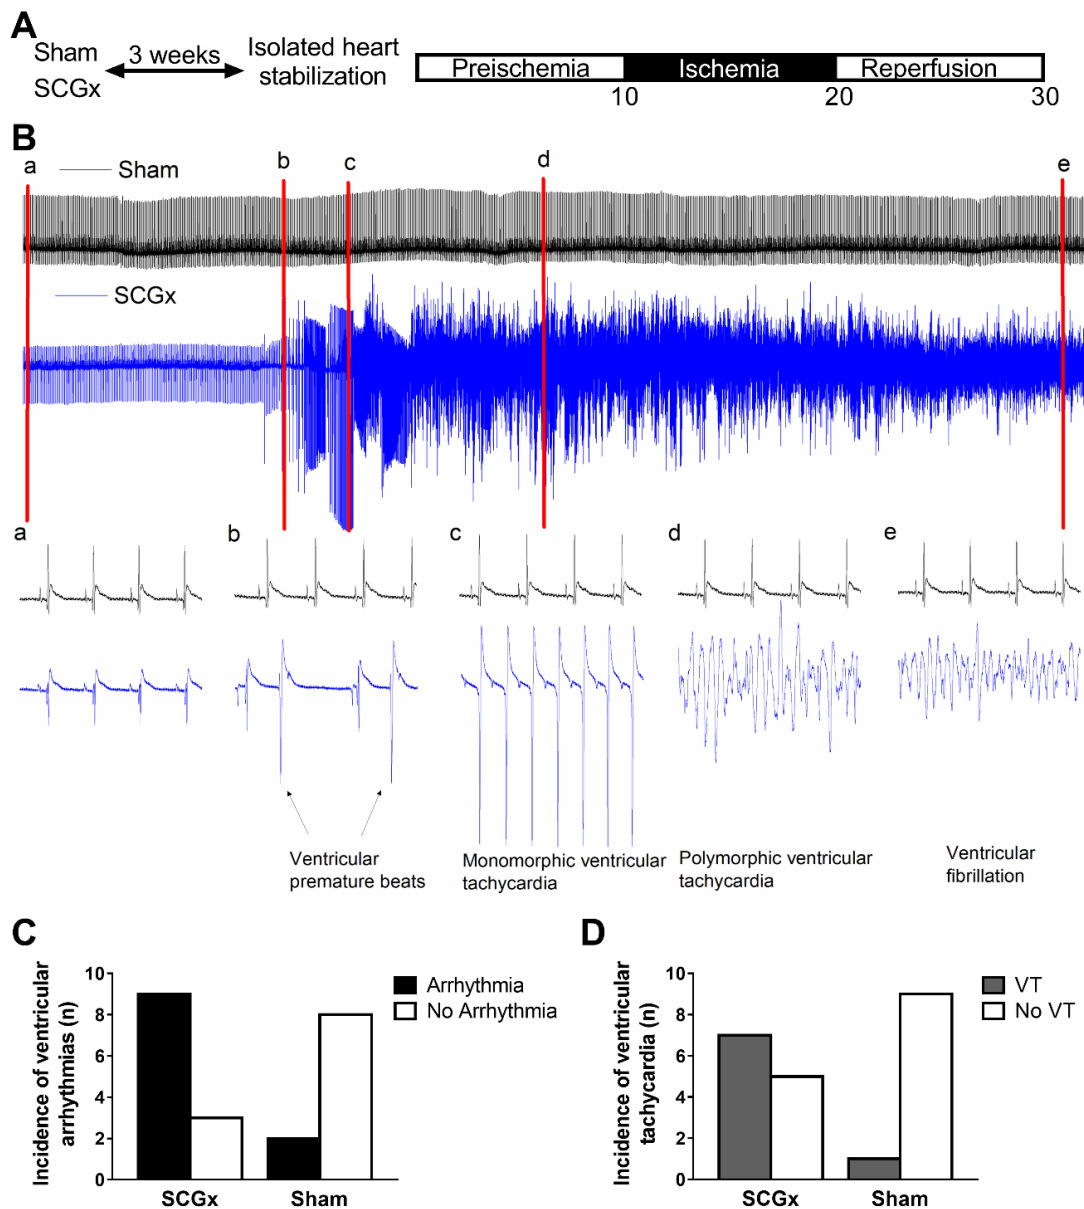 A
Sham
SCGx
3 weeks
Isolated heart
stabilization
Preischemia
Ischemia
Reperfusion
10
20
30
B
a
Sham
b
c
d
e
SCGx
a
b
c
d
e
Ventricular
premature beats
Monomorphic ventricular
tachycardia
Polymorphic ventricular
tachycardia
Ventricular
fibrillation
C
Incidence of ventricular
arrhythmias (n)
10
8
6
4
2
0
SCGx
Sham
Arrhythmia
No Arrhythmia
D
Incidence of ventricular
tachycardia (n)
10
8
6
4
2
0
SCGx
Sham
VT
No VT